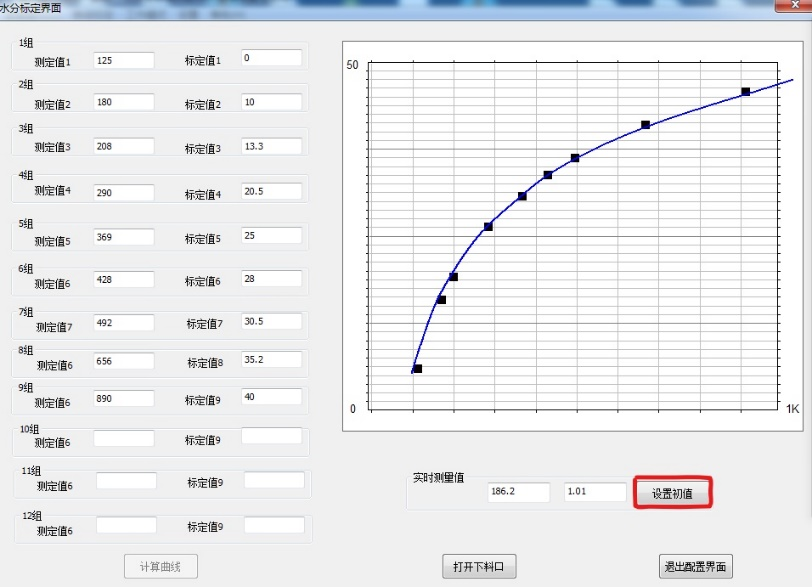 水分标定界面
1组
测定值1 125 标定值1 0
2组
测定值2 180 标定值2 10
3组
测定值3 208 标定值3 13.3
4组
测定值4 290 标定值4 20.5
5组
测定值5 369 标定值5 25
6组
测定值6 428 标定值6 28
7组
测定值7 492 标定值7 30.5
8组
测定值6 656 标定值8 35.2
9组
测定值6 890 标定值9 40
10组
测定值6 标定值9
11组
测定值6 标定值9
12组
测定值6 标定值9
计算曲线
50
0 1K
实时测量值
186.2 1.01 设置初值
打开下料口 退出配置界面